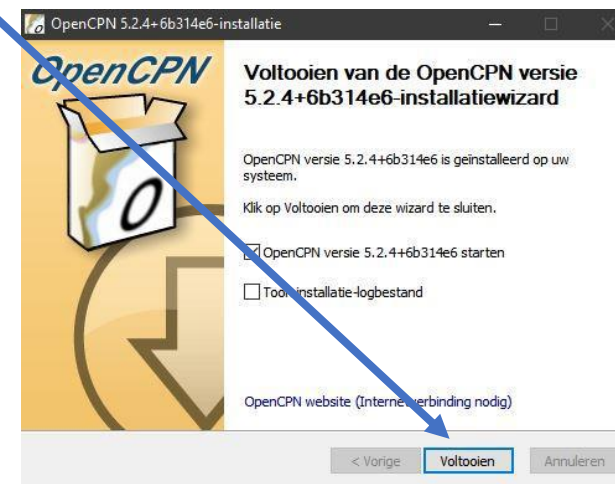 OpenCPN 5.2.4+6b314e6-installatie
OpenCPN
Voltooien van de OpenCPN versie
5.2.4+6b314e6-installatiewizard
OpenCPN versie 5.2.4+6b314e6 is geïnstalleerd op uw
systeem.
Klik op Voltooien om deze wizard te sluiten.
OpenCPN versie 5.2.4+6b314e6 starten
Toon installatie-logbestand
OpenCPN website (Internetverbinding nodig)
< Vorige
Voltooien
Annuleren